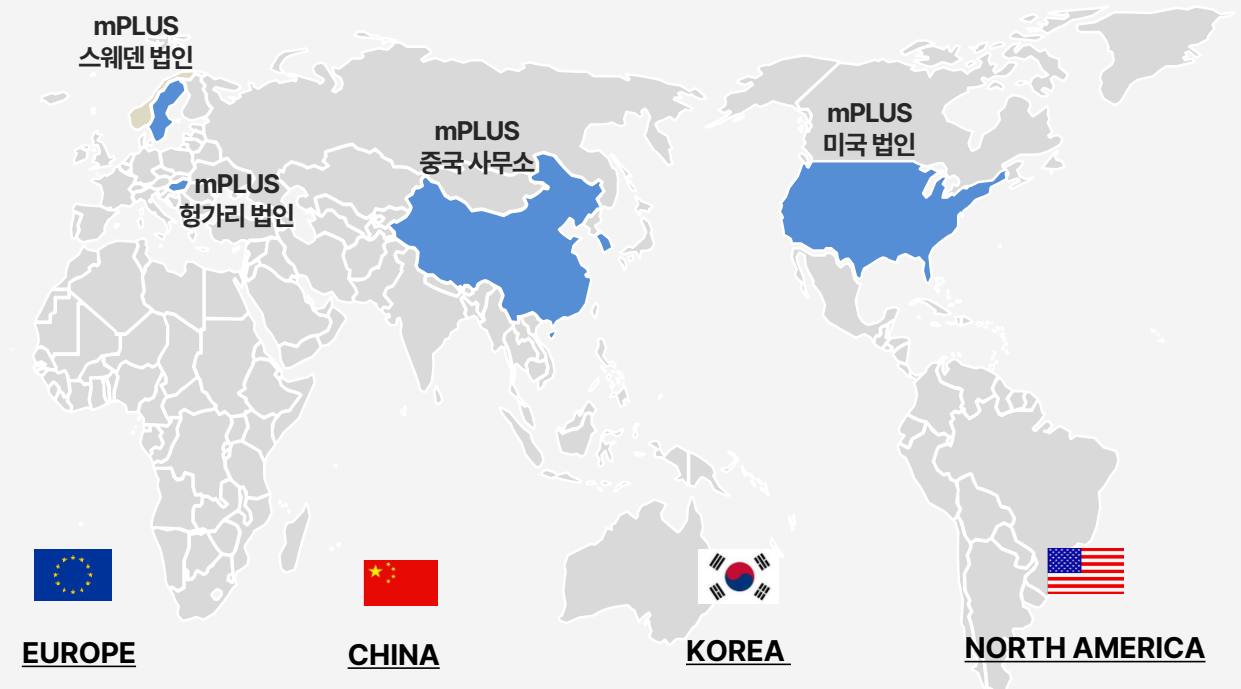 mPLUS
스웨덴 법인
mPLUS
헝가리 법인
mPLUS
중국 사무소
mPLUS
미국 법인
EUROPE
CHINA
KOREA
NORTH AMERICA